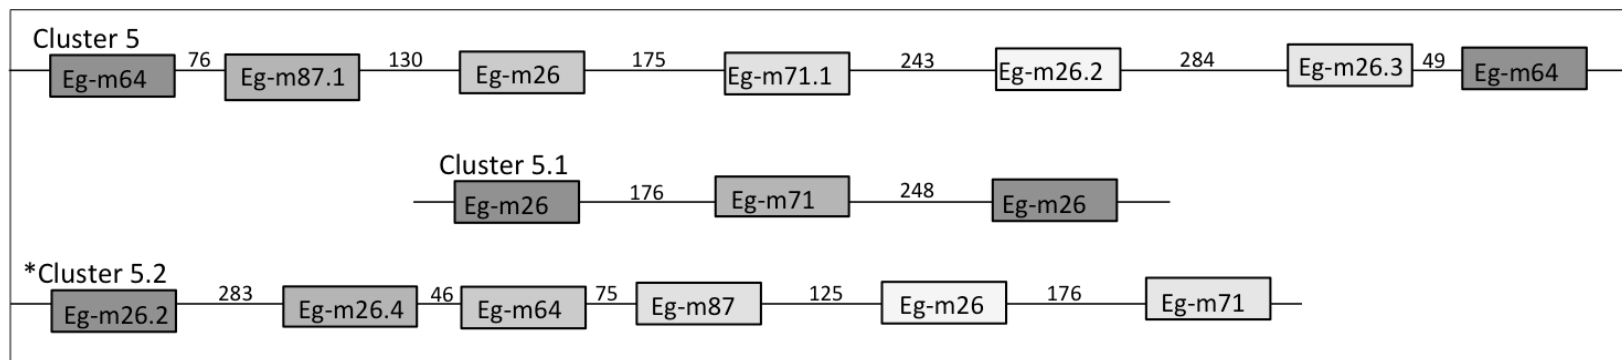 Cluster 5
Eg-m64 76 Eg-m87.1 130 Eg-m26 175 Eg-m71.1 243 Eg-m26.2 284 Eg-m26.3 49 Eg-m64
Cluster 5.1
Eg-m26 176 Eg-m71 248 Eg-m26
*Cluster 5.2
Eg-m26.2 283 Eg-m26.4 46 Eg-m64 75 Eg-m87 125 Eg-m26 176 Eg-m71